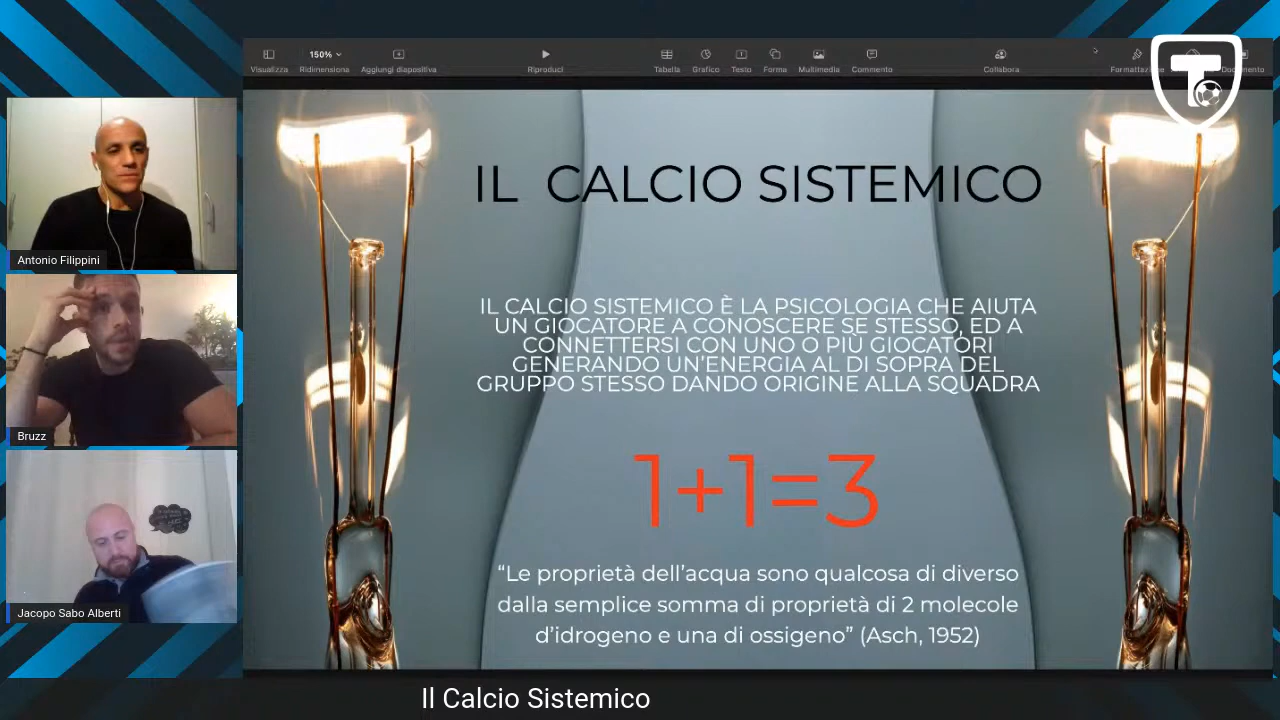 Visualizza
150%
Ridimensiona
Aggiungi diapositiva
Riproduci
Tabella
Grafico
Testo
Forma
Multimedia
Commento
Collabora
T
Antonio Filippini
Bruzz
Jacopo Sabo Alberti
IL CALCIO SISTEMICO
IL CALCIO SISTEMICO È LA PSICOLOGIA CHE AIUTA
UN GIOCATORE A CONOSCERE SE STESSO, ED A
CONNETTERSI CON UNO O PIÙ GIOCATORI
GENERANDO UN'ENERGIA AL DI SOPRA DEL
GRUPPO STESSO DANDO ORIGINE ALLA SQUADRA
1+1=3
“Le proprietà dell'acqua sono qualcosa di diverso
dalla semplice somma di proprietà di 2 molecole
d'idrogeno e una di ossigeno” (Asch, 1952)
Il Calcio Sistemico